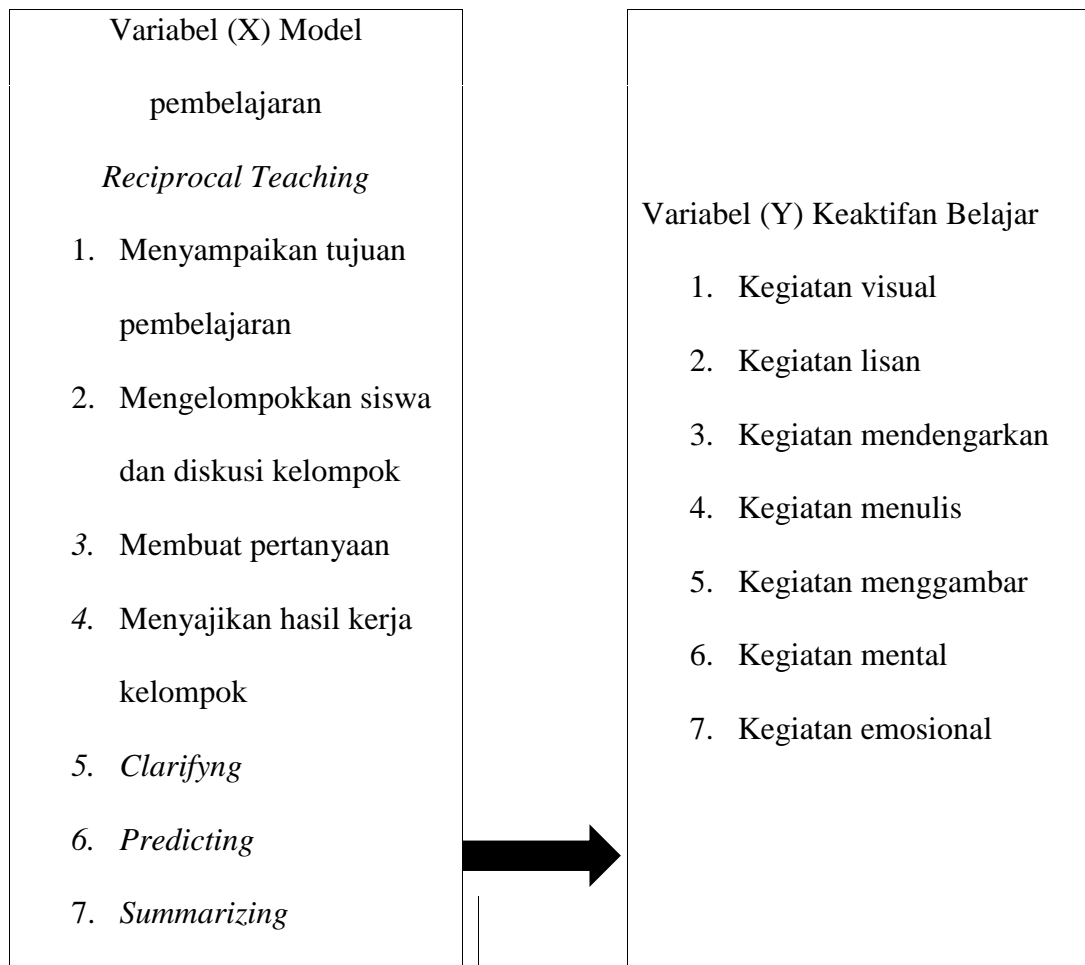 Variabel (X) Model
pembelajaran
Reciprocal Teaching
1. Menyampaikan tujuan
pembelajaran
2. Mengelompokkan siswa
dan diskusi kelompok
3. Membuat pertanyaan
4. Menyajikan hasil kerja
kelompok
5. Clarifyng
6. Predicting
7. Summarizing
Variabel (Y) Keaktifan Belajar
1. Kegiatan visual
2. Kegiatan lisan
3. Kegiatan mendengarkan
4. Kegiatan menulis
5. Kegiatan menggambar
6. Kegiatan mental
7. Kegiatan emosional